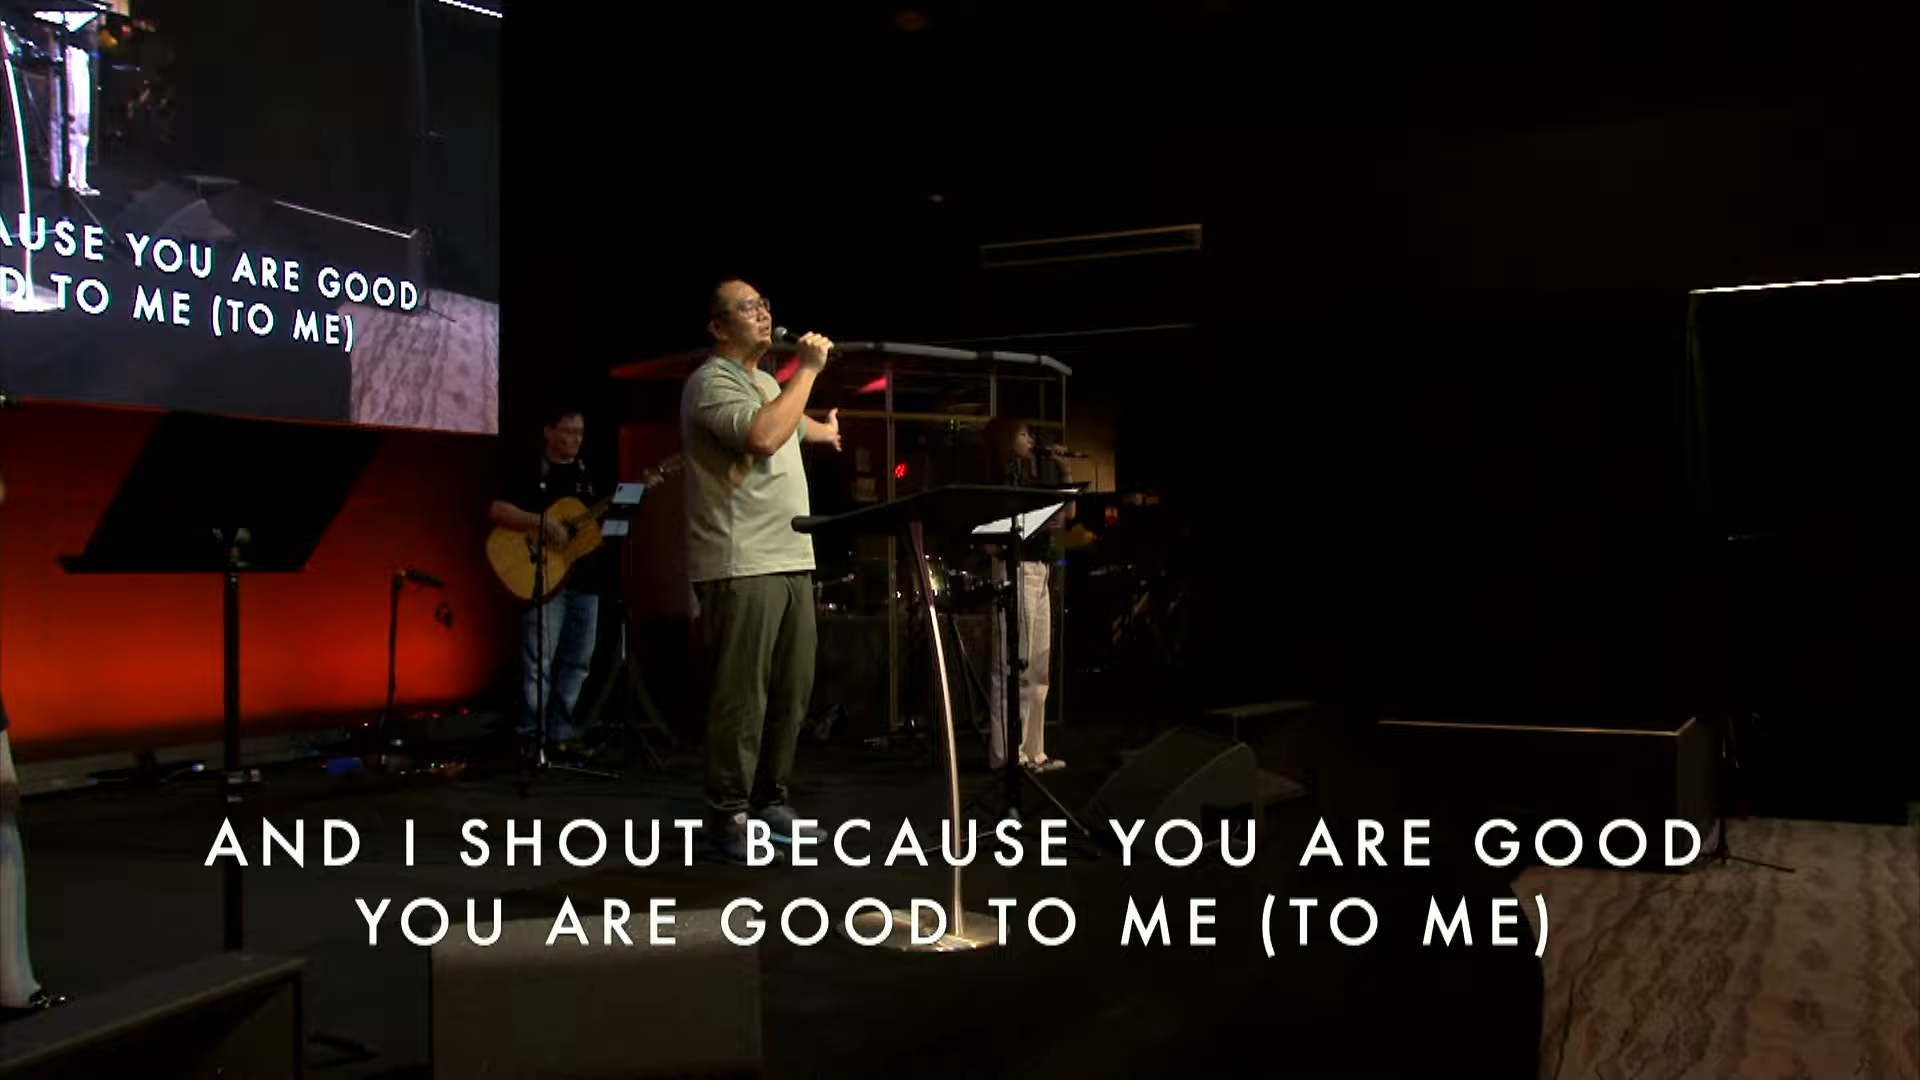 AUSE YOU ARE GOOD
D TO ME (TO ME)
AND I SHOUT BECAUSE YOU ARE GOOD
YOU ARE GOOD TO ME (TO ME)